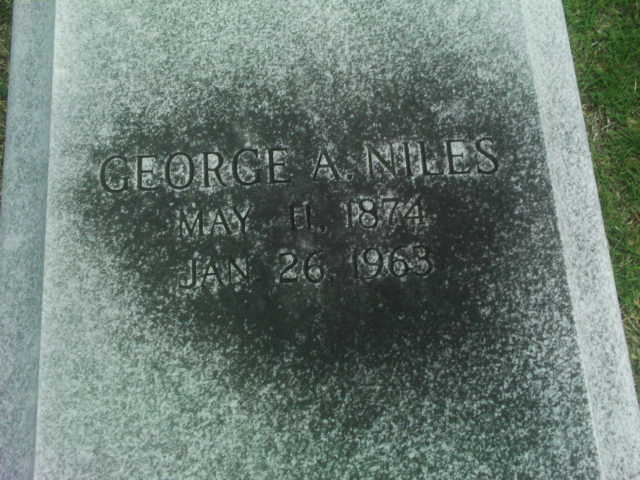 GEORGE A. NILES
MAY 11, 1874
JAN. 26, 1963